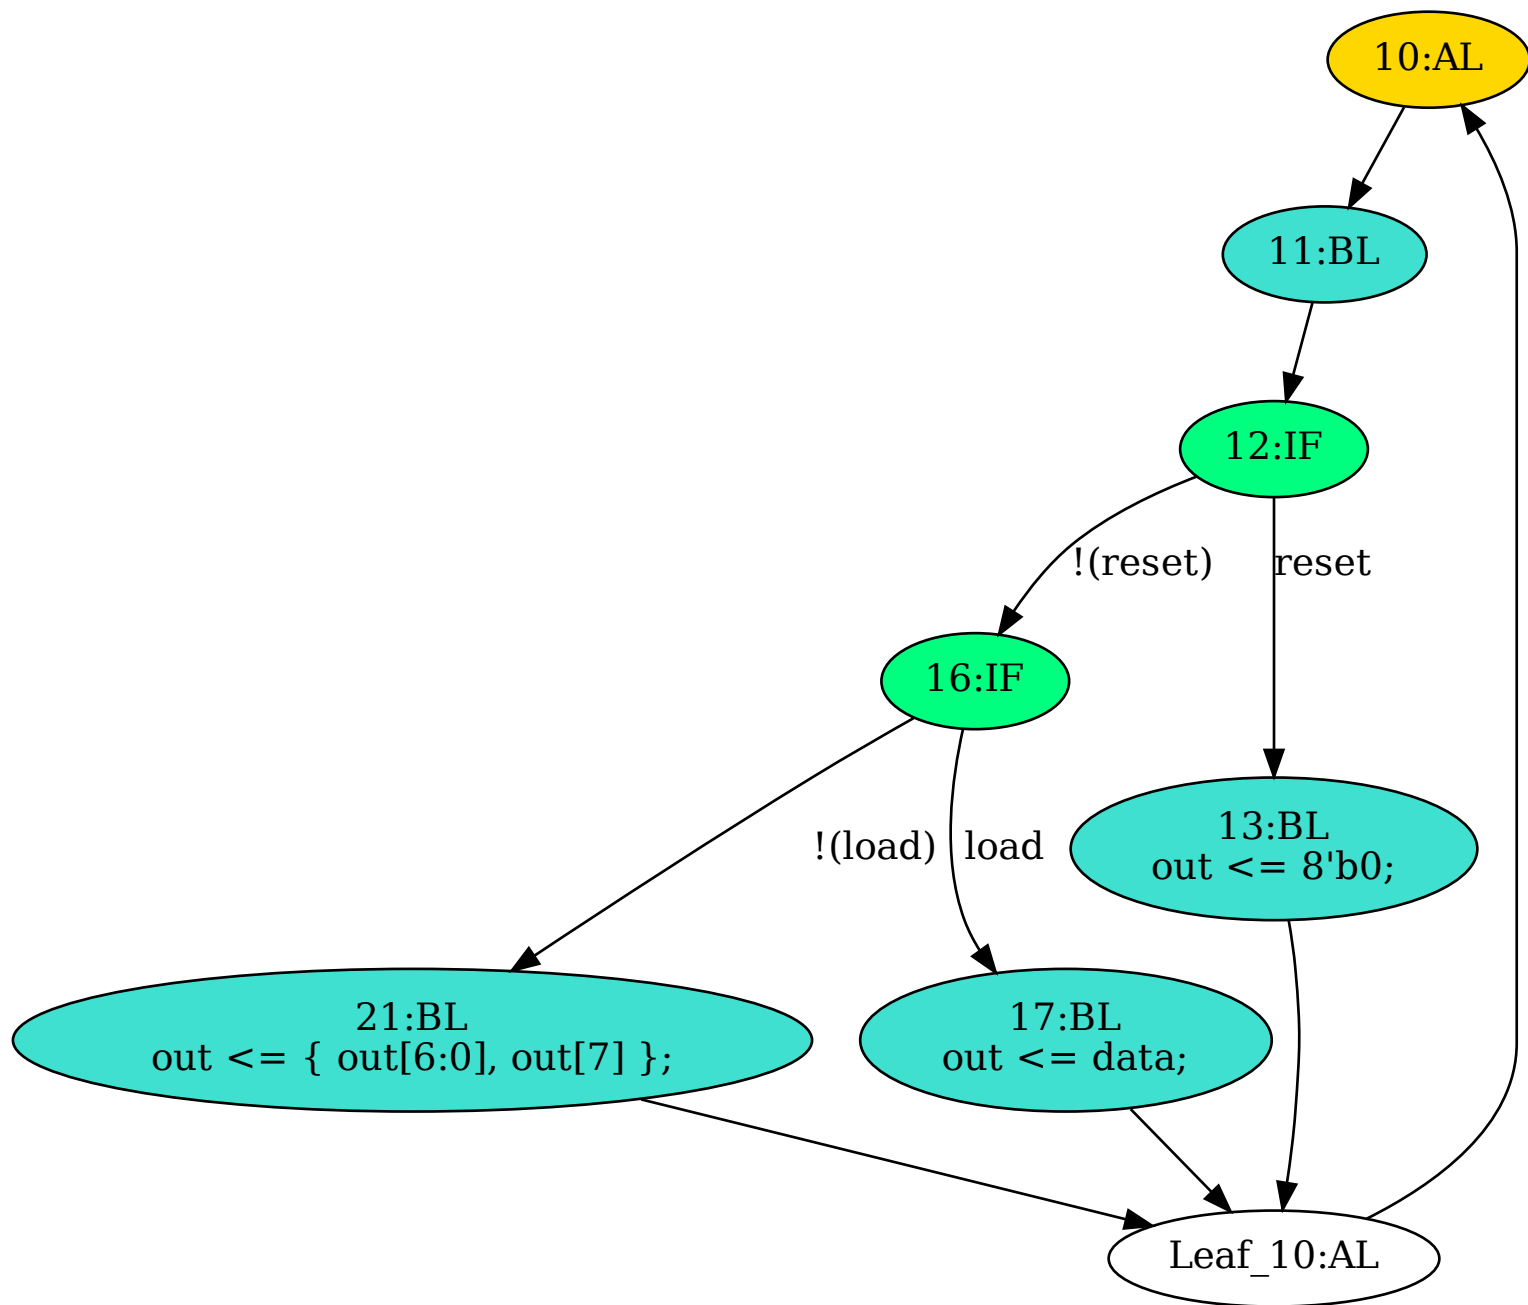 10:AL
11:BL
12:IF
!(reset)
reset
16:IF
!(load)
load
13:BL
out <= 8'b0;
21:BL
out <= { out[6:0], out[7] };
17:BL
out <= data;
Leaf_10:AL